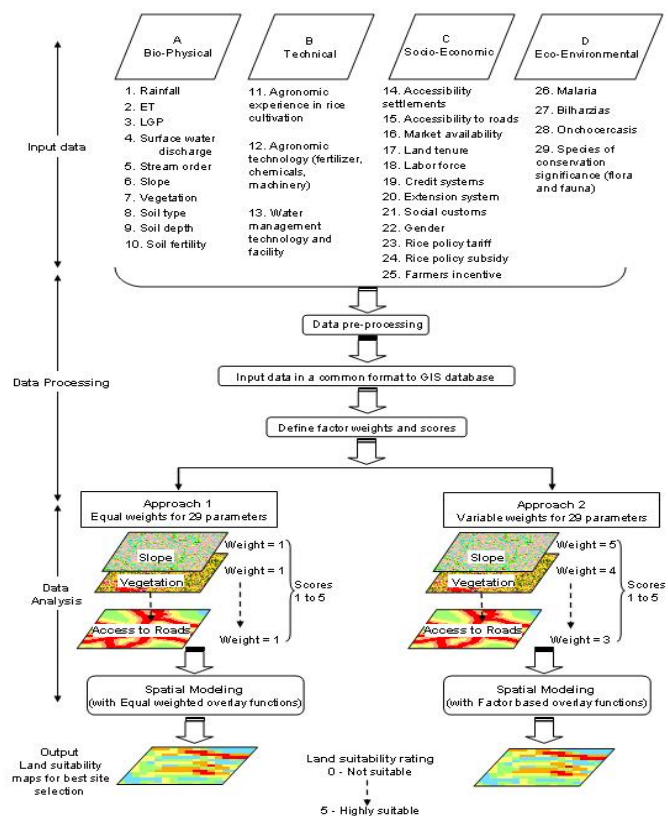 A
Bio-Physical
B
Technical
C
Socio-Economic
D
Eco-Environmental
Input data
1. Rainfall
2. ET
3. LGP
4. Surface water
discharge
5. Stream order
6. Slope
7. Vegetation
8. Soil type
9. Soil depth
10. Soil fertility
11. Agronomic
experience in rice
cultivation
12. Agronomic
technology (fertilizer,
chemicals,
machinery)
13. Water
management
technology and
facility
14. Accessibility
settlements
15. Accessibility to roads
16. Market availability
17. Land tenure
18. Labor force
19. Credit systems
20. Extension system
21. Social customs
22. Gender
23. Rice policy tariff
24. Rice policy subsidy
25. Farmers incentive
26. Malaria
27. Bilharzias
28. Onchocercasis
29. Species of
conservation
significance (flora
and fauna)
Data Processing
Data pre-processing
Input data in a common format to GIS database
Define factor weights and scores
Data
Analysis
Approach 1
Equal weights for 29 parameters
Slope
Vegetation
Access to Roads
Weight = 1
Weight = 1
Weight = 1
Scores
1 to 5
Approach 2
Variable weights for 29 parameters
Slope
Vegetation
Access to Roads
Weight = 5
Weight = 4
Weight = 3
Scores
1 to 5
Spatial Modeling
(with Equal weighted overlay functions)
Spatial Modeling
(with Factor based overlay functions)
Output
Land suitability
maps for best site
selection
Land suitability rating
0 - Not suitable
5 - Highly suitable